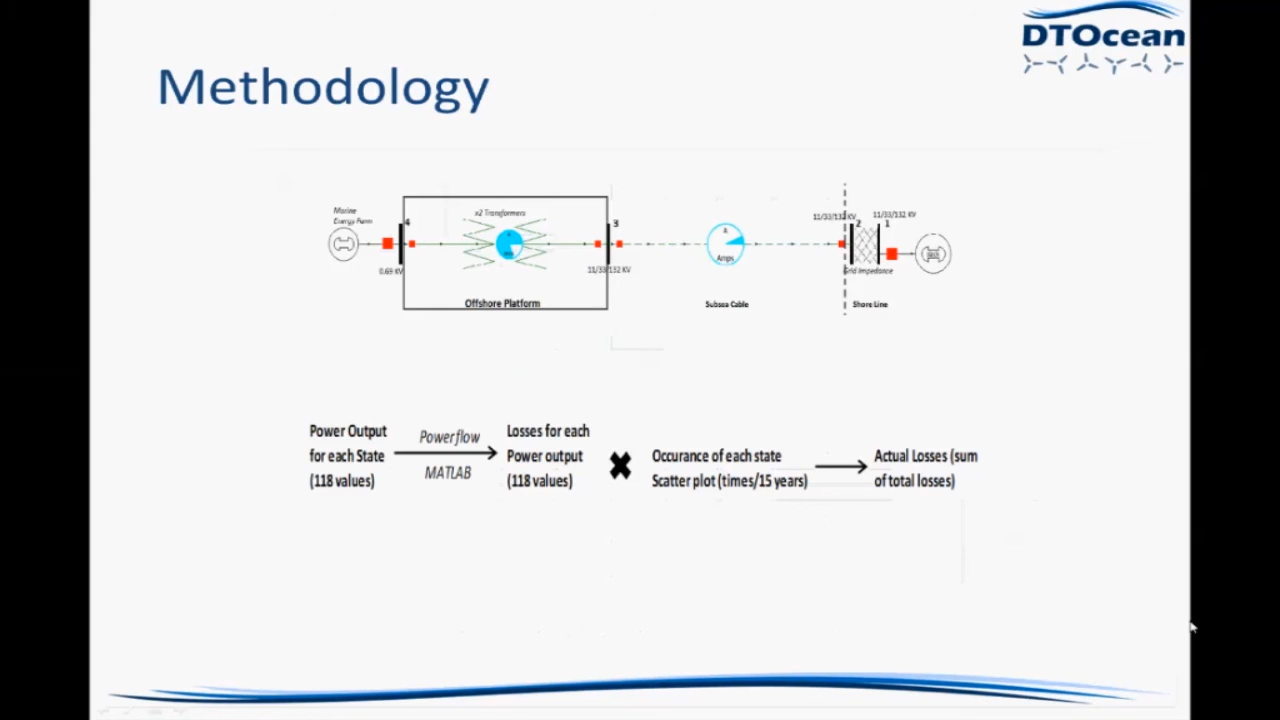 DTOcean
Methodology
Marine
Energy Farm
4
x2 Transformers
3
A
Amps
11/33/132 KV
2
11/33/132 KV
1
0.69 KV
11/33/132 KV
Grid Impedance
Offshore Platform
Subsea Cable
Shore Line
Power Output
for each State
(118 values)
Powerflow
MATLAB
Losses for each
Power output
(118 values)
Occurance of each state
Scatter plot (times/15 years)
Actual Losses (sum
of total losses)